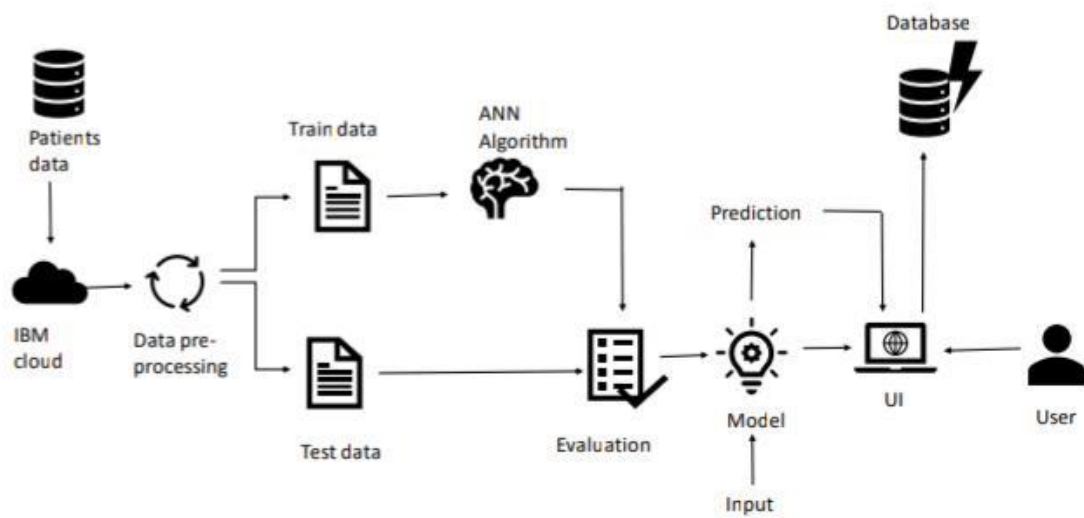 Database
Patients
data
Train data
ANN
Algorithm
Prediction
IBM
cloud
Data pre-
processing
Test data
Evaluation
Model
UI
User
Input